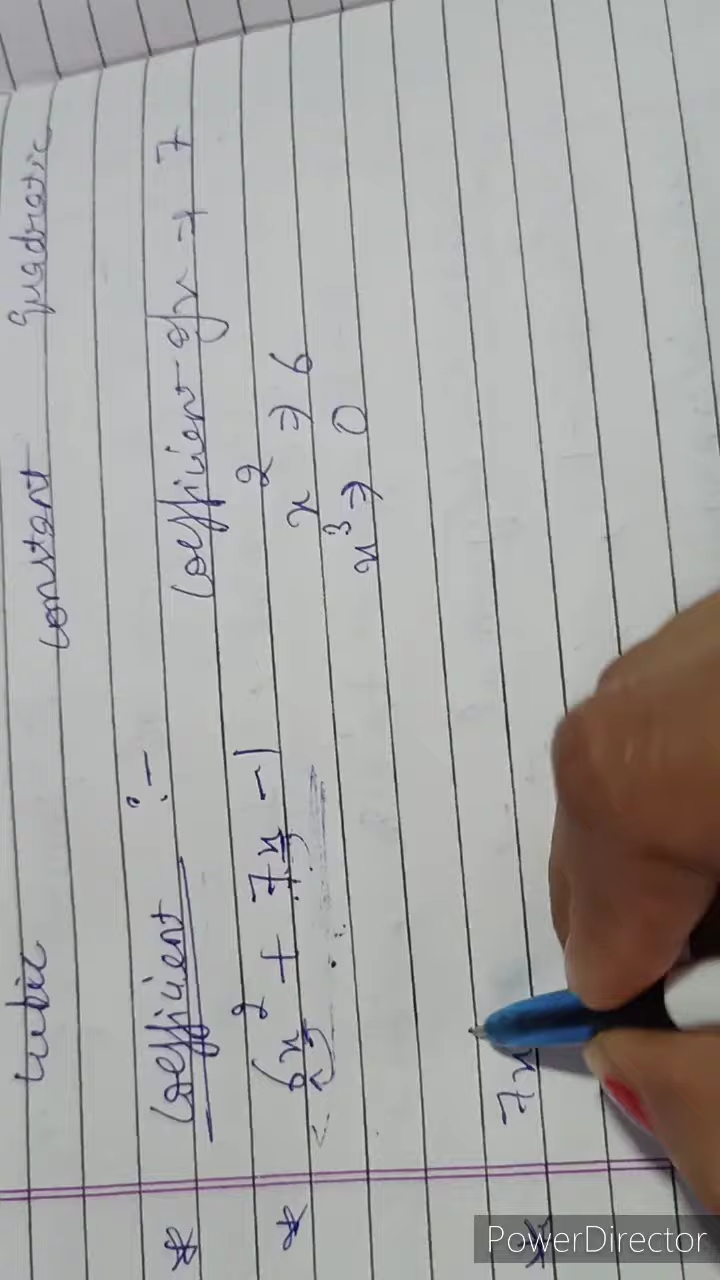 cubic constant quadratic
* Coefficient :-
Coefficient of x → 7
* 6x² + 7x - 1
x² ⇒ 6
x³ ⇒ 0
* 7x
PowerDirector